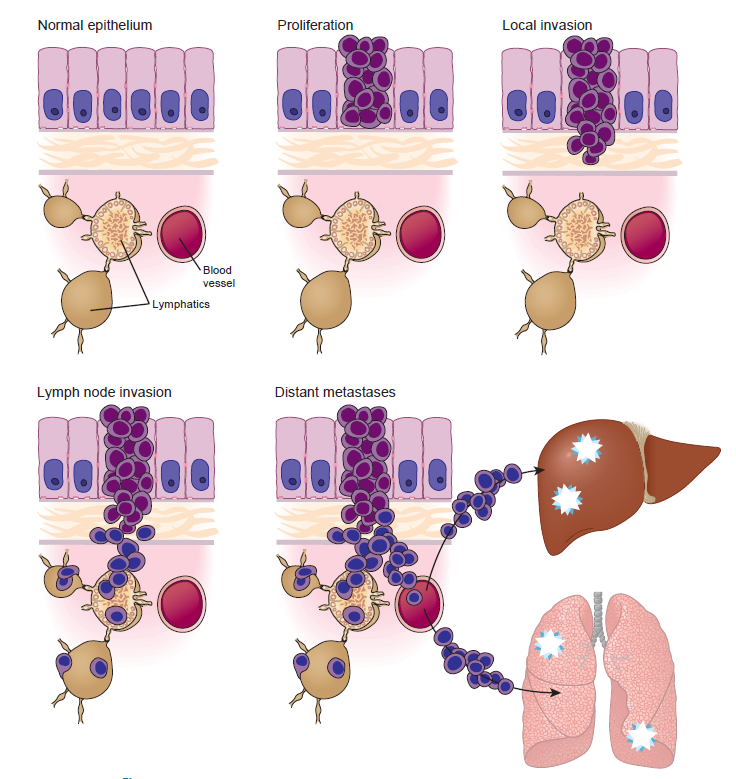 Normal epithelium
Proliferation
Local invasion
Blood
vessel
Lymphatics
Lymph node invasion
Distant metastases